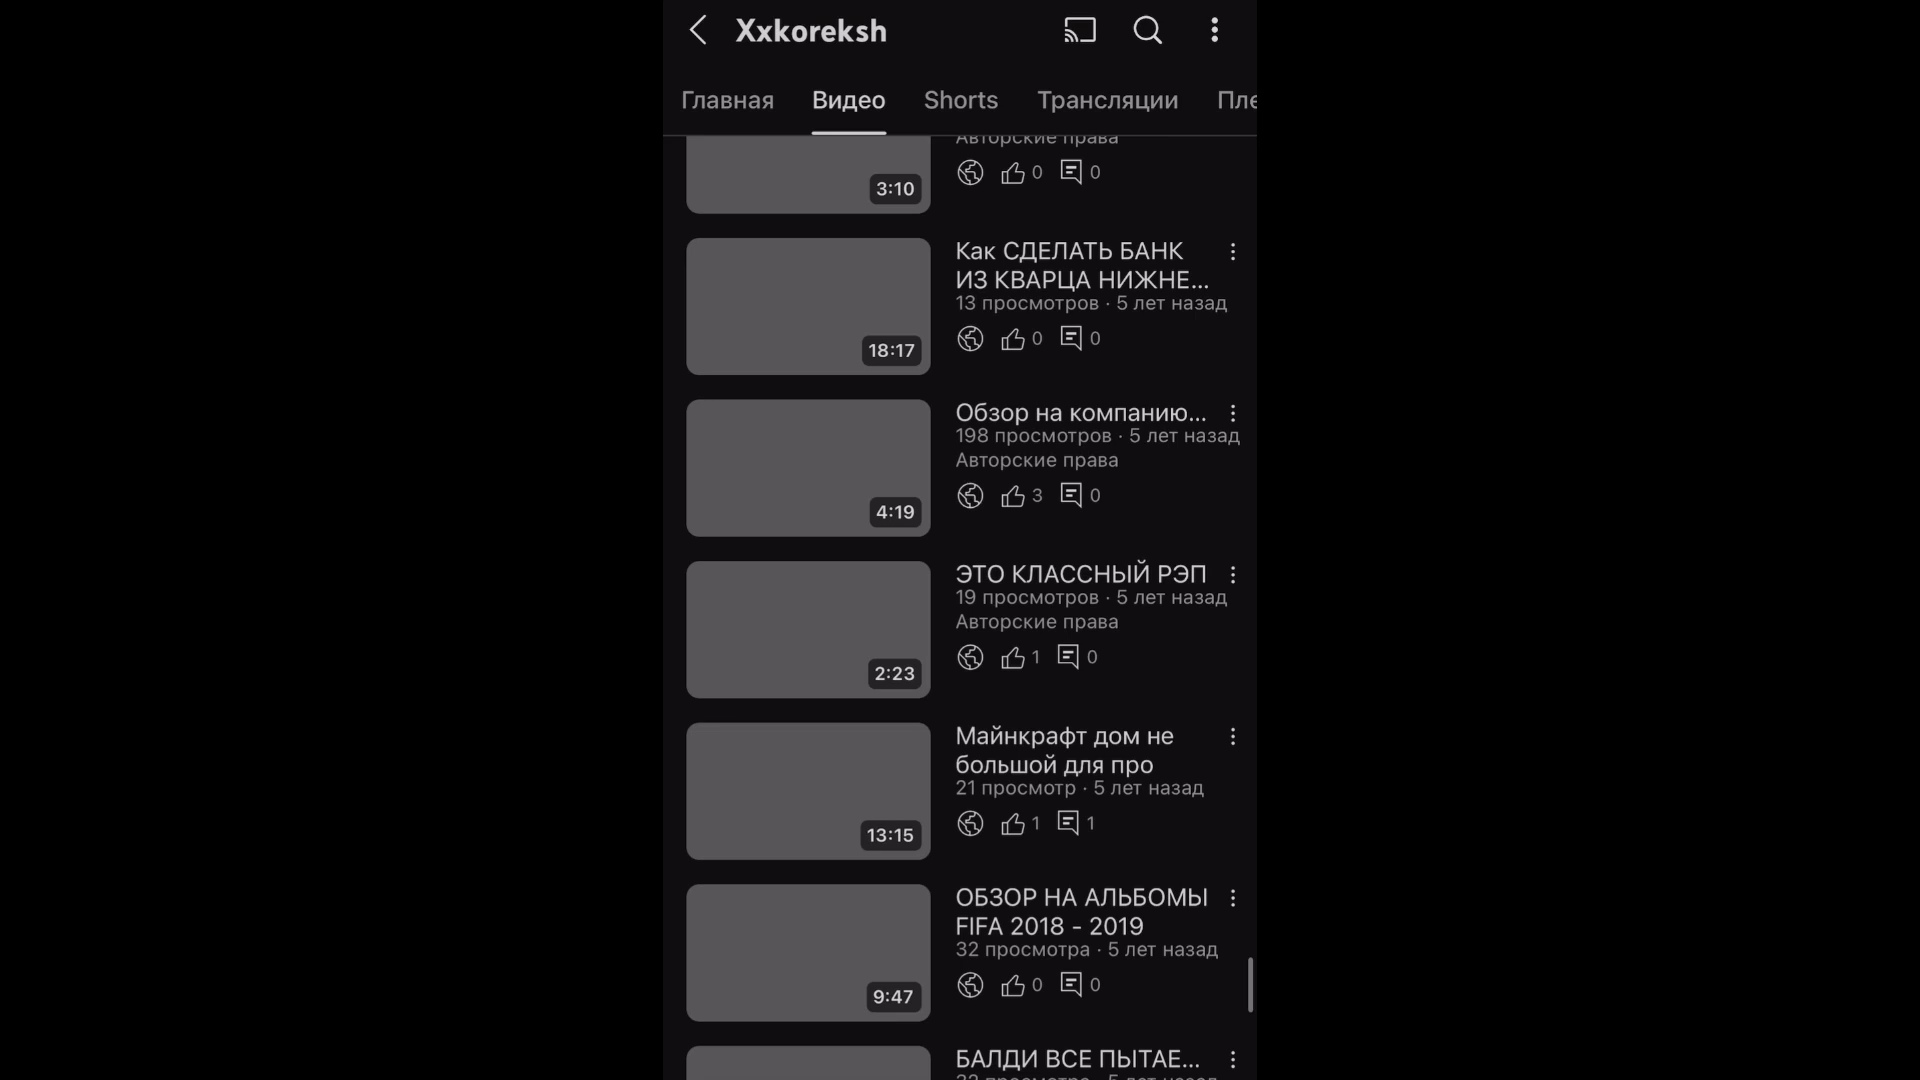 Xxkoreksh
Главная Видео Shorts Трансляции Пле
Авторские права
0 0
3:10
Как СДЕЛАТЬ БАНК
ИЗ КВАРЦА НИЖНЕ...
13 просмотров · 5 лет назад
0 0
18:17
Обзор на компанию...
198 просмотров · 5 лет назад
Авторские права
3 0
4:19
ЭТО КЛАССНЫЙ РЭП
19 просмотров · 5 лет назад
Авторские права
1 0
2:23
Майнкрафт дом не
большой для про
21 просмотр · 5 лет назад
1 1
13:15
ОБЗОР НА АЛЬБОМЫ
FIFA 2018 - 2019
32 просмотра · 5 лет назад
0 0
9:47
БАЛДИ ВСЕ ПЫТАЕ...